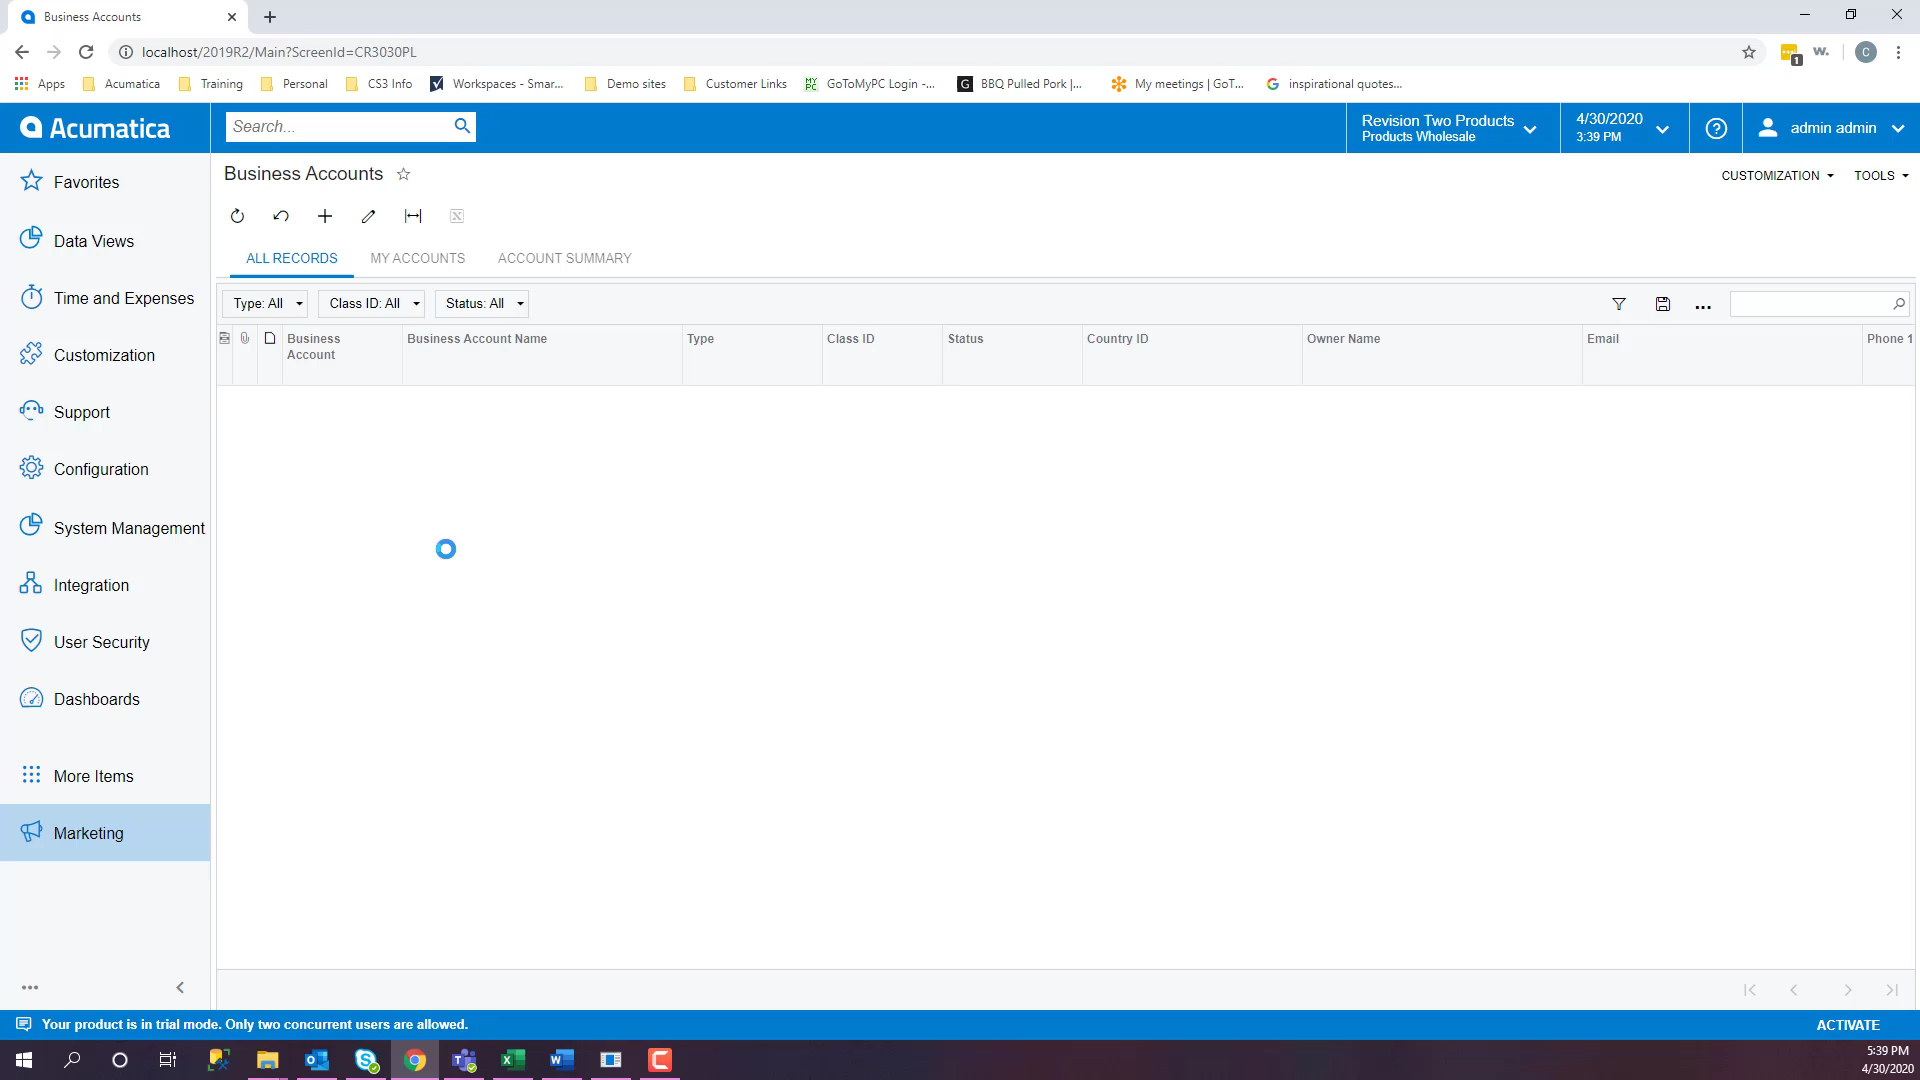 Business Accounts
localhost/2019R2/Main?ScreenId=CR3030PL
1
w.
C
Apps
Acumatica
Training
Personal
CS3 Info
Workspaces - Smar...
Demo sites
Customer Links
MY
PC
GoToMyPC Login -...
G
BBQ Pulled Pork |...
My meetings | GoT...
inspirational quotes...
Acumatica
Search...
Revision Two Products
Products Wholesale
4/30/2020
3:39 PM
admin admin
Favorites
Data Views
Time and Expenses
Customization
Support
Configuration
System Management
Integration
User Security
Dashboards
More Items
Marketing
Business Accounts
CUSTOMIZATION
TOOLS
ALL RECORDS
MY ACCOUNTS
ACCOUNT SUMMARY
Type: All
Class ID: All
Status: All
Business
Account
Business Account Name
Type
Class ID
Status
Country ID
Owner Name
Email
Phone 1
Your product is in trial mode. Only two concurrent users are allowed.
ACTIVATE
5:39 PM
4/30/2020